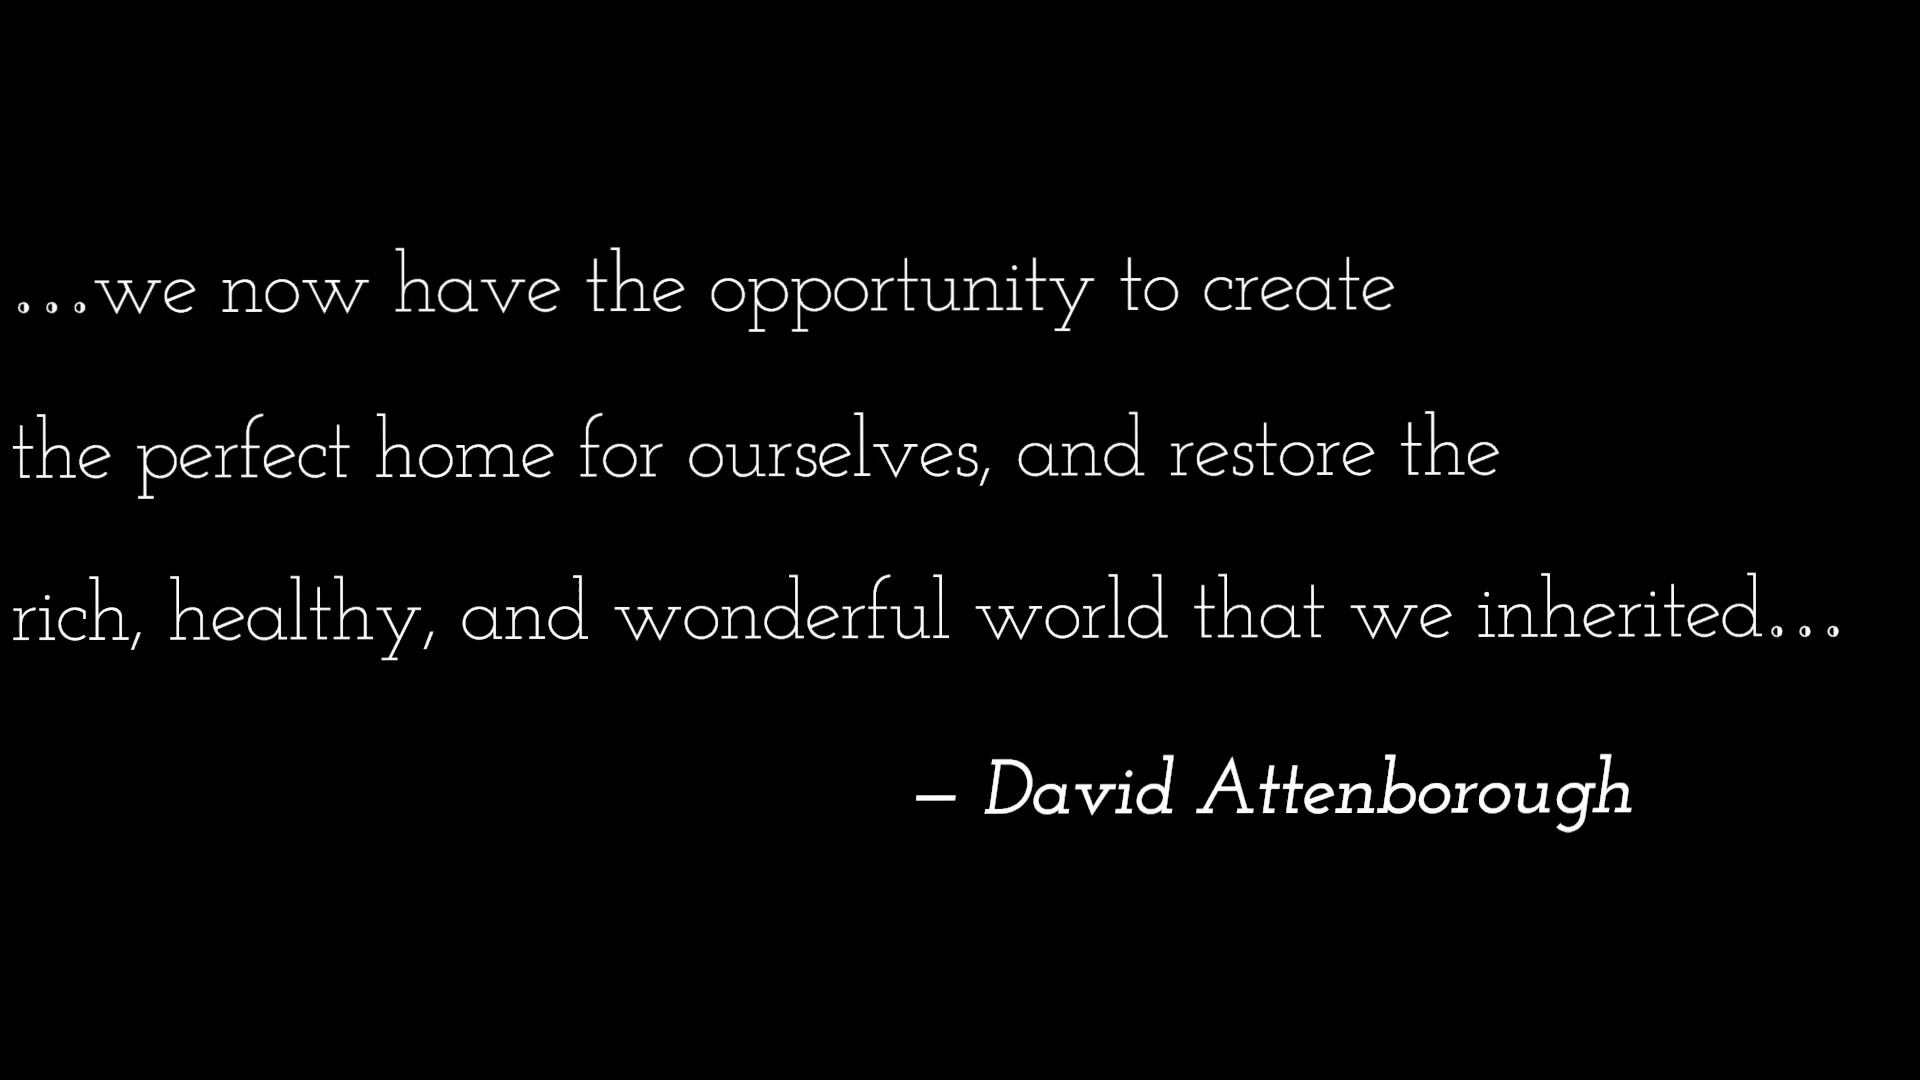 ...we now have the opportunity to create
the perfect home for ourselves, and restore the
rich, healthy, and wonderful world that we inherited...
– David Attenborough